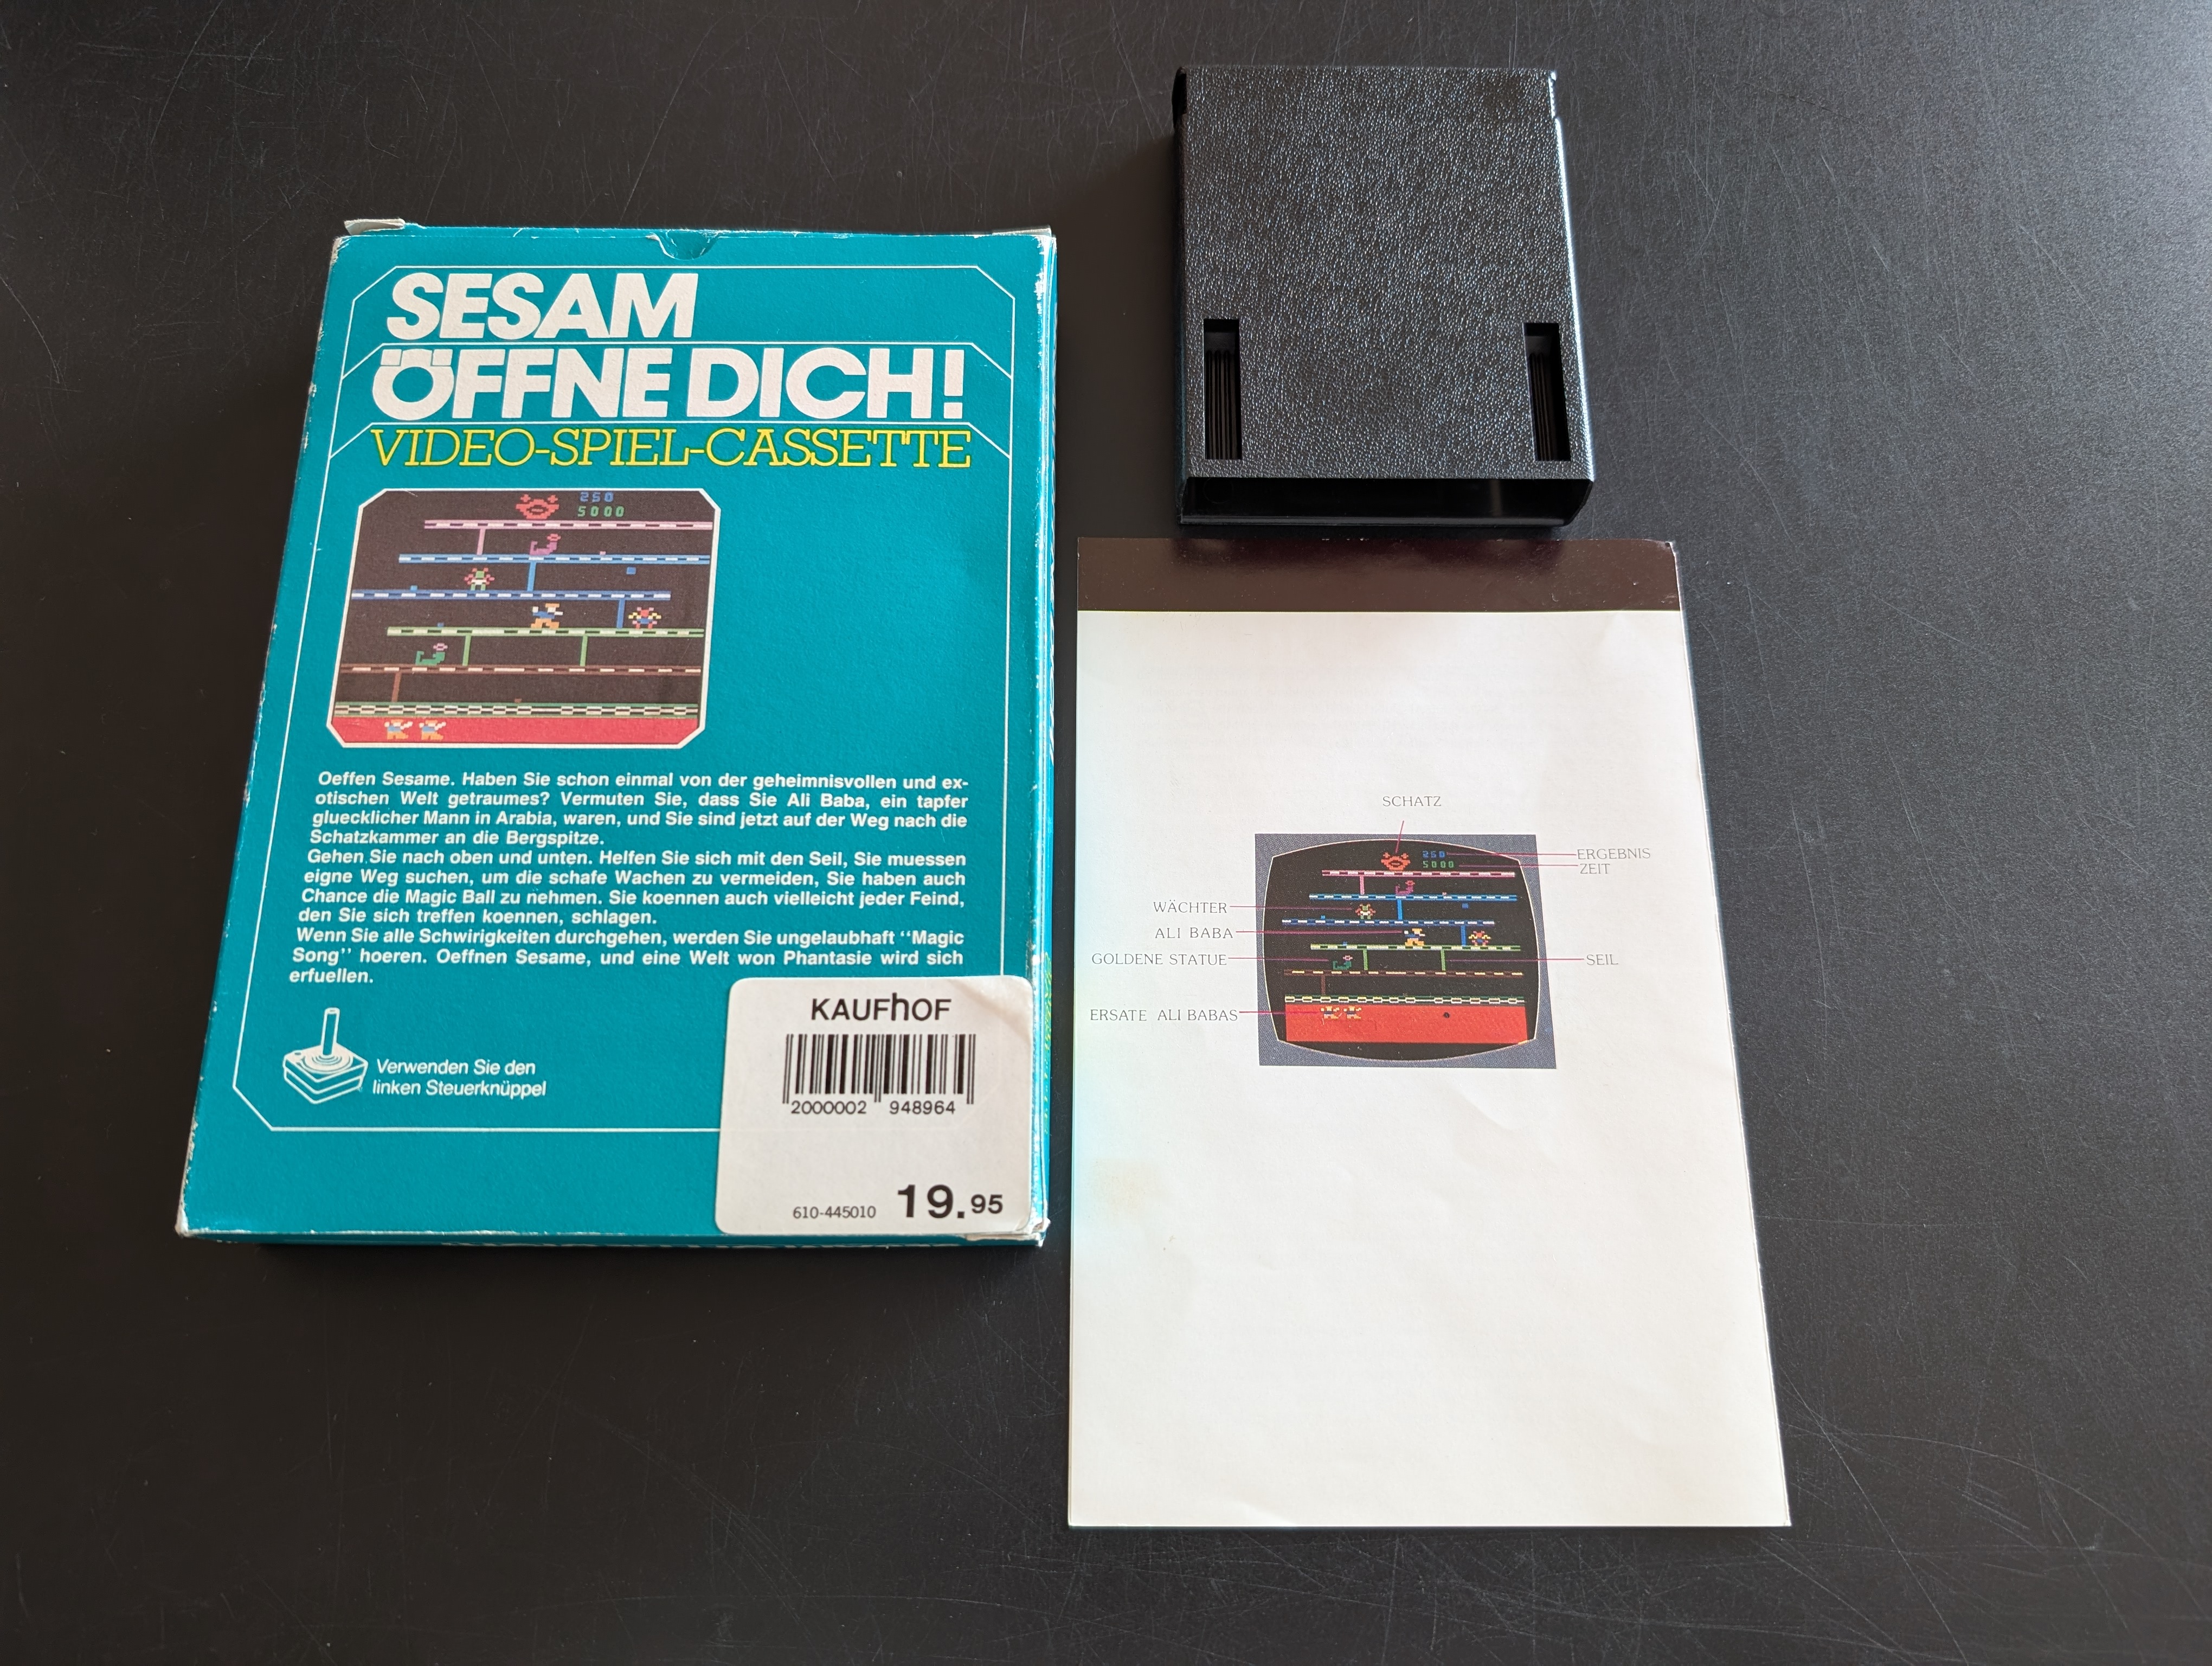 SESAM
ÖFFNE DICH!
VIDEO-SPIEL-CASSETTE
250
5000
Oeffen Sesame. Haben Sie schon einmal von der geheimnisvollen und ex-
otischen Welt getraumes? Vermuten Sie, dass Sie Ali Baba, ein tapfer
gluecklicher Mann in Arabia, waren, und Sie sind jetzt auf der Weg nach die
Schatzkammer an die Bergspitze.
Gehen Sie nach oben und unten. Helfen Sie sich mit den Seil, Sie muessen
eigne Weg suchen, um die schafe Wachen zu vermeiden, Sie haben auch
Chance die Magic Ball zu nehmen. Sie koennen auch vielleicht jeder Feind,
den Sie sich treffen koennen, schlagen.
Wenn Sie alle Schwirigkeiten durchgehen, werden Sie ungelaubhaft “Magic
Song” hoeren. Oeffnen Sesame, und eine Welt won Phantasie wird sich
erfuellen.
Verwenden Sie den
linken Steuerknüppel
KAUFhOF
2000002 948964
610-445010 19.95
SCHATZ
250
5000
ERGEBNIS
ZEIT
WÄCHTER
ALI BABA
GOLDENE STATUE
SEIL
ERSATE ALI BABAS